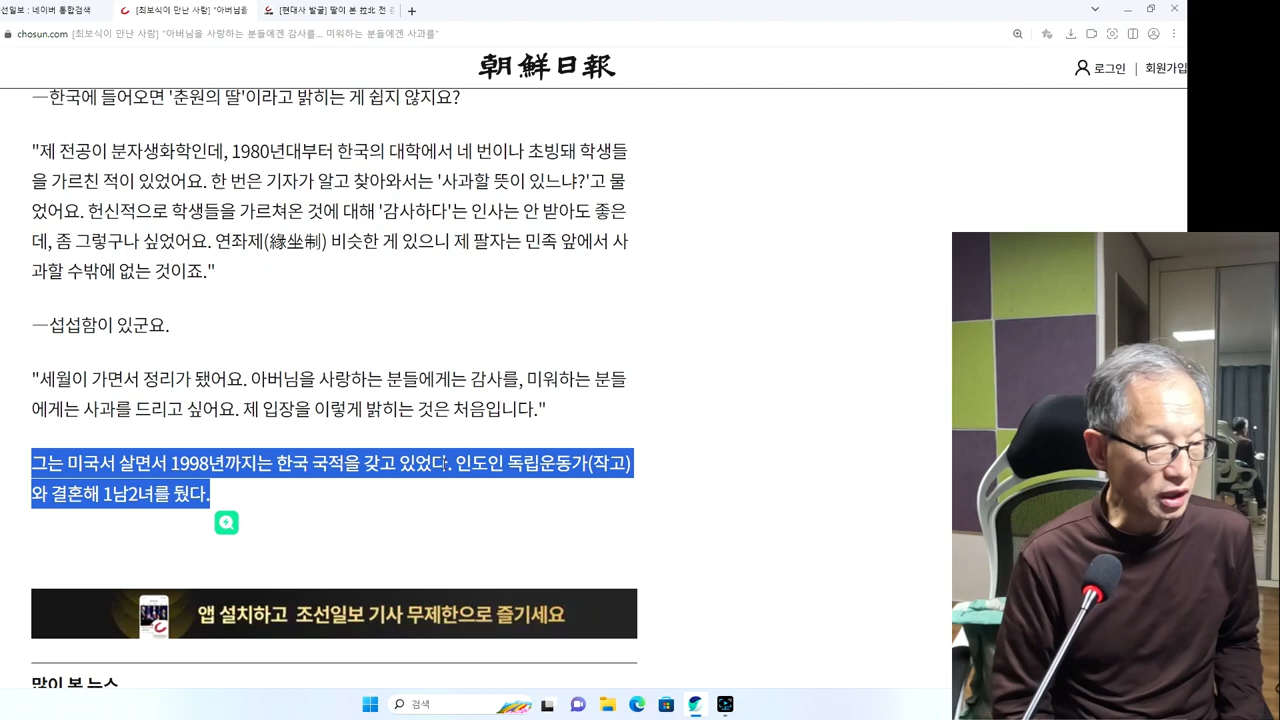 선일보 : 네이버 통합검색
[최보식이 만난 사람] "아버님을
[현대사 발굴] 딸이 본 拉北 전 춘
chosun.com [최보식이 만난 사람] "아버님을 사랑하는 분들에겐 감사를... 미워하는 분들에겐 사과를"
朝鮮日報
로그인 | 회원가입
—한국에 들어오면 '춘원의 딸'이라고 밝히는 게 쉽지 않지요?
"제 전공이 분자생화학인데, 1980년대부터 한국의 대학에서 네 번이나 초빙돼 학생들
을 가르친 적이 있었어요. 한 번은 기자가 알고 찾아와서는 '사과할 뜻이 있느냐?'고 물
었어요. 헌신적으로 학생들을 가르쳐온 것에 대해 '감사하다'는 인사는 안 받아도 좋은
데, 좀 그렇구나 싶었어요. 연좌제(緣坐制) 비슷한 게 있으니 제 팔자는 민족 앞에서 사
과할 수밖에 없는 것이죠."
—섭섭함이 있군요.
"세월이 가면서 정리가 됐어요. 아버님을 사랑하는 분들에게는 감사를, 미워하는 분들
에게는 사과를 드리고 싶어요. 제 입장을 이렇게 밝히는 것은 처음입니다."
그는 미국서 살면서 1998년까지는 한국 국적을 갖고 있었다. 인도인 독립운동가(작고)
와 결혼해 1남2녀를 뒀다.
앱 설치하고 조선일보 기사 무제한으로 즐기세요
많이 본 뉴스
검색